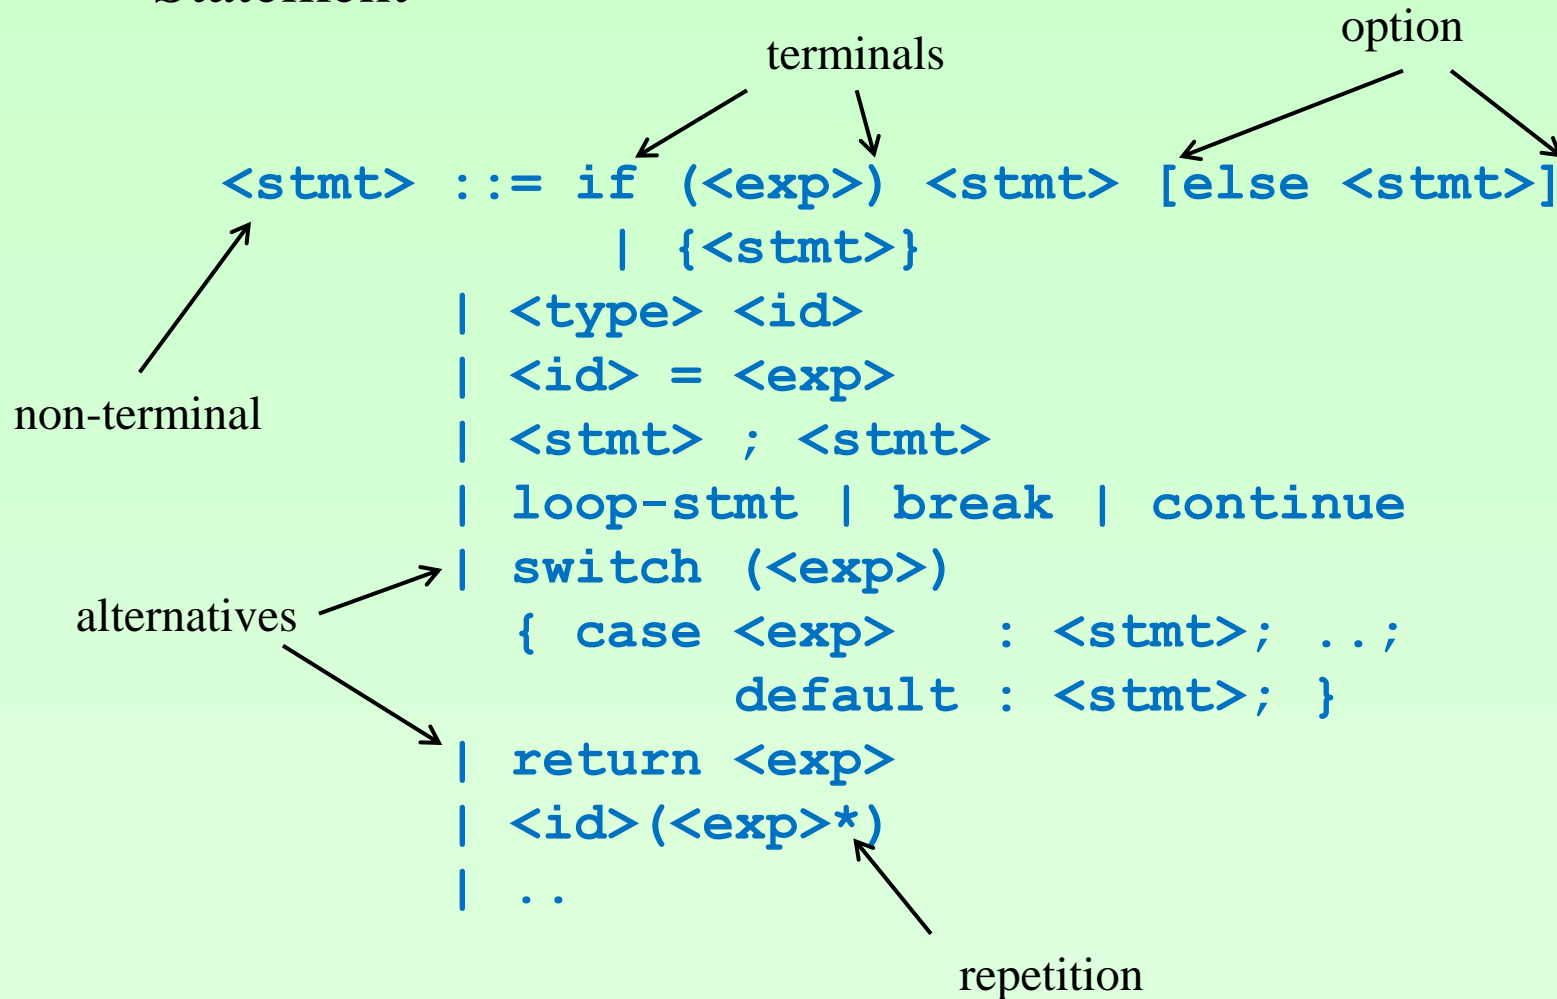 option
terminals
<stmt> ::= if (<exp>) <stmt> [else <stmt>]
| {<stmt>}
| <type> <id>
| <id> = <exp>
non-terminal
| <stmt> ; <stmt>
| loop-stmt | break | continue
| switch (<exp>)
alternatives
{ case <exp> : <stmt>; ..;
default : <stmt>; }
| return <exp>
| <id>(<exp>*)
| ..
repetition